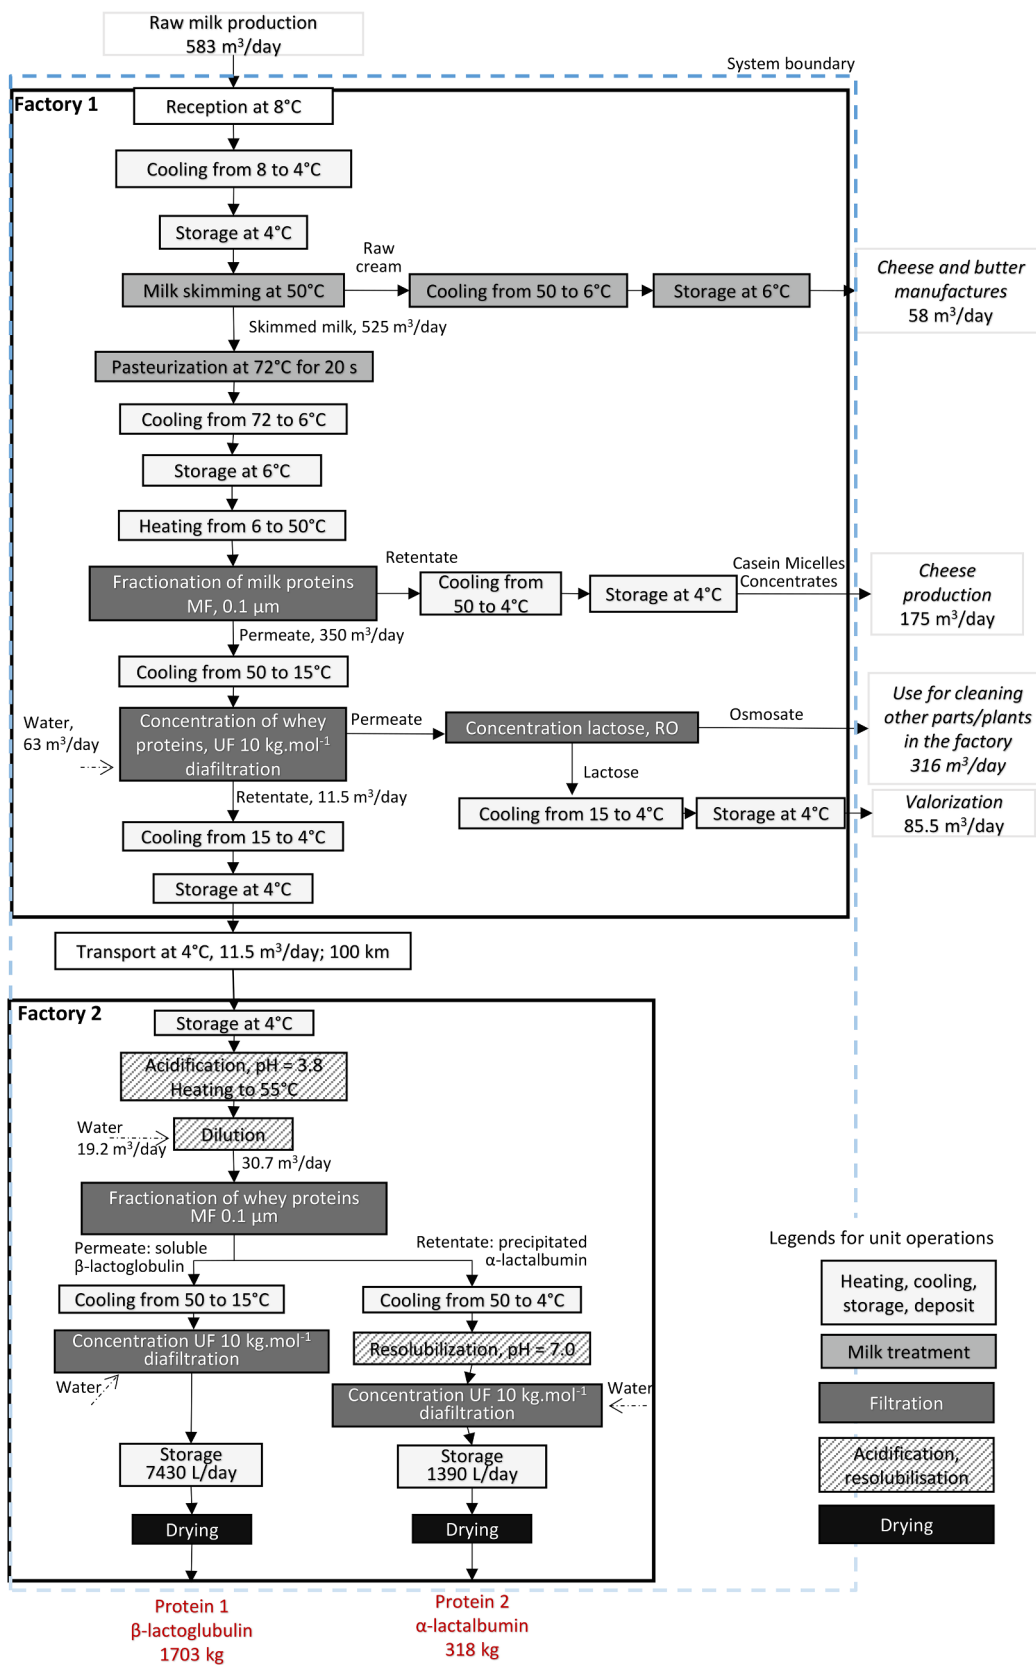 Raw milk production
583 m³/day
System boundary
Factory 1
Reception at 8°C
Cooling from 8 to 4°C
Storage at 4°C
Raw
cream
Milk skimming at 50°C
Cooling from 50 to 6°C
Storage at 6°C
Cheese and butter
manufactures
58 m³/day
Skimmed milk, 525 m³/day
Pasteurization at 72°C for 20 s
Cooling from 72 to 6°C
Storage at 6°C
Heating from 6 to 50°C
Fractionation of milk proteins
MF, 0.1 µm
Retentate
Cooling from
50 to 4°C
Storage at 4°C
Casein Micelles
Concentrates
Cheese
production
175 m³/day
Permeate, 350 m³/day
Cooling from 50 to 15°C
Water,
63 m³/day
Concentration of whey
proteins, UF 10 kg.mol⁻¹
diafiltration
Permeate
Concentration lactose, RO
Osmosate
Use for cleaning
other parts/plants
in the factory
316 m³/day
Lactose
Retentate, 11.5 m³/day
Cooling from 15 to 4°C
Cooling from 15 to 4°C
Storage at 4°C
Valorization
85.5 m³/day
Storage at 4°C
Transport at 4°C, 11.5 m³/day; 100 km
Factory 2
Storage at 4°C
Acidification, pH = 3.8
Heating to 55°C
Water
19.2 m³/day
Dilution
30.7 m³/day
Fractionation of whey proteins
MF 0.1 µm
Permeate: soluble
β-lactoglobulin
Retentate: precipitated
α-lactalbumin
Cooling from 50 to 15°C
Cooling from 50 to 4°C
Concentration UF 10 kg.mol⁻¹
diafiltration
Water
Resolubilization, pH = 7.0
Concentration UF 10 kg.mol⁻¹
diafiltration
Water
Storage
7430 L/day
Storage
1390 L/day
Drying
Drying
Protein 1
β-lactoglubulin
1703 kg
Protein 2
α-lactalbumin
318 kg
Legends for unit operations
Heating, cooling,
storage, deposit
Milk treatment
Filtration
Acidification,
resolubilisation
Drying